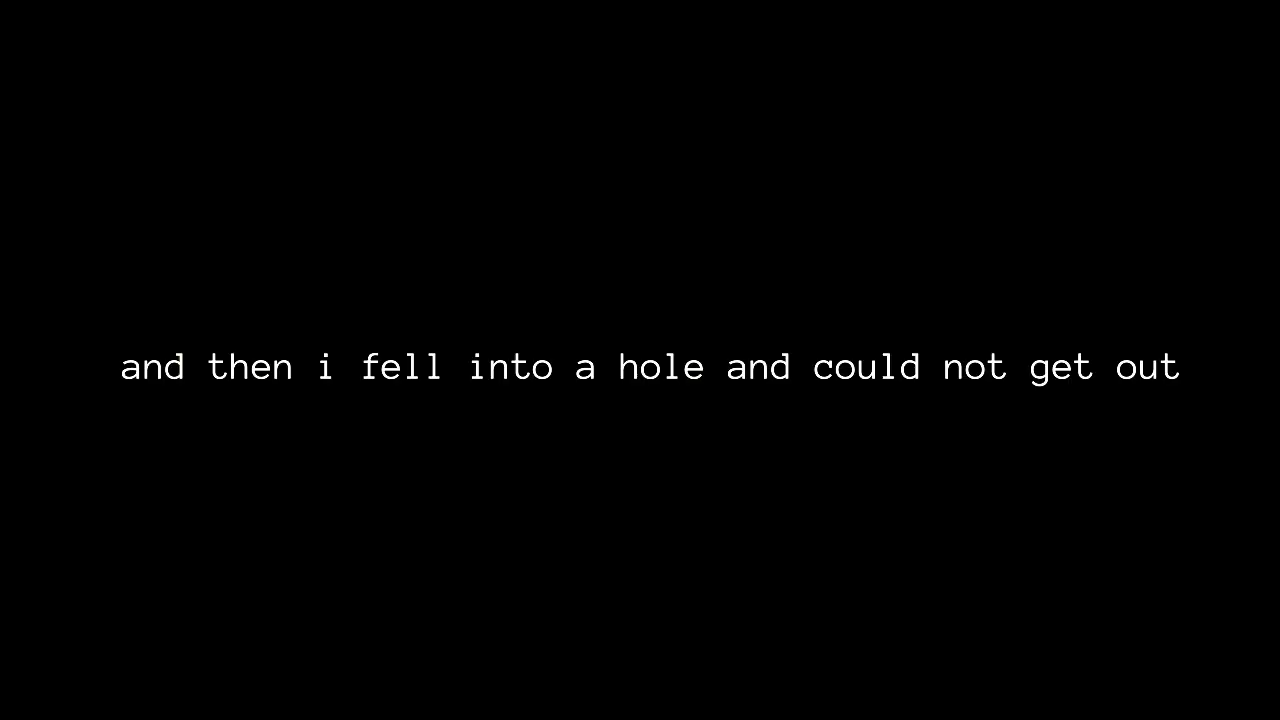 and then i fell into a hole and could not get out